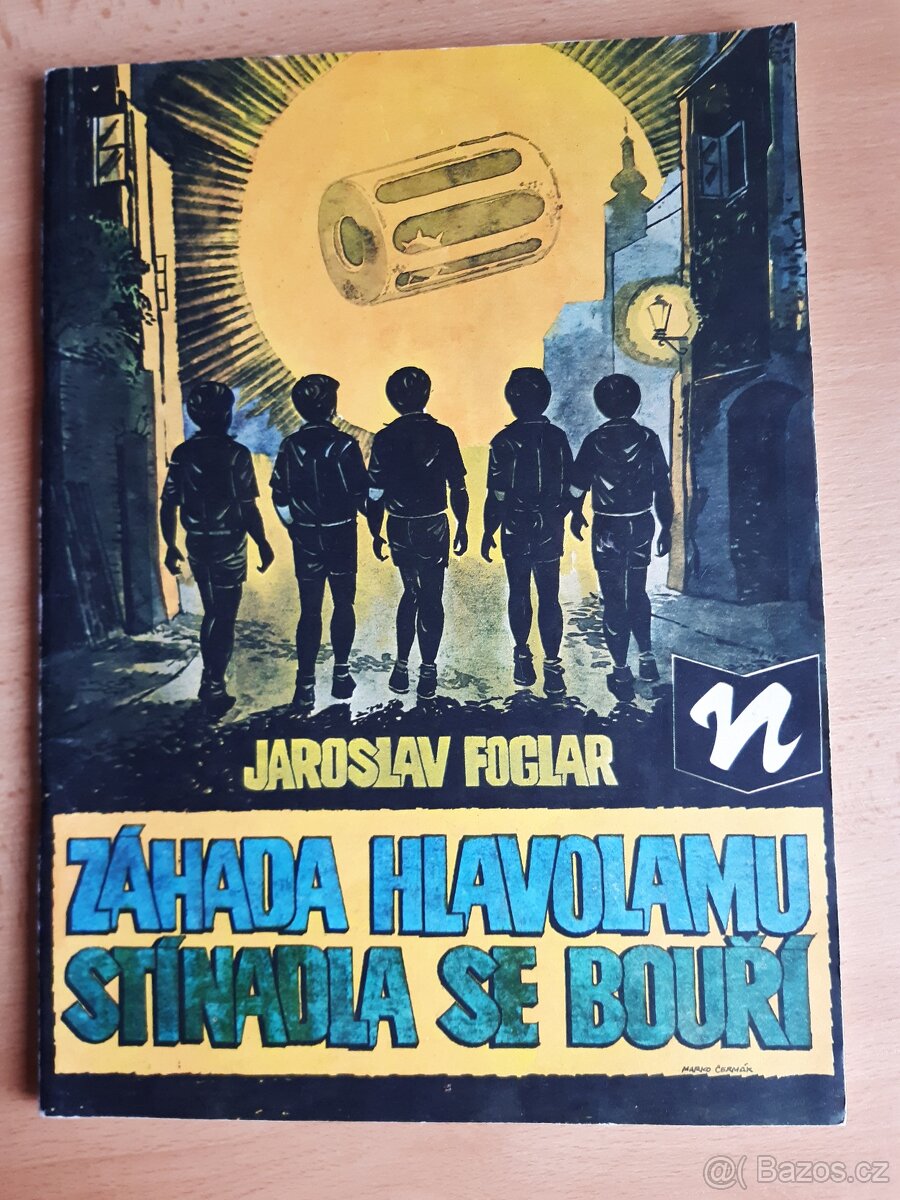 JAROSLAV FOGLAR
n
ZÁHADA HLAVOLAMU
STÍNADLA SE BOUŘÍ
MARKO ČERMÁK
@( Bazos.cz